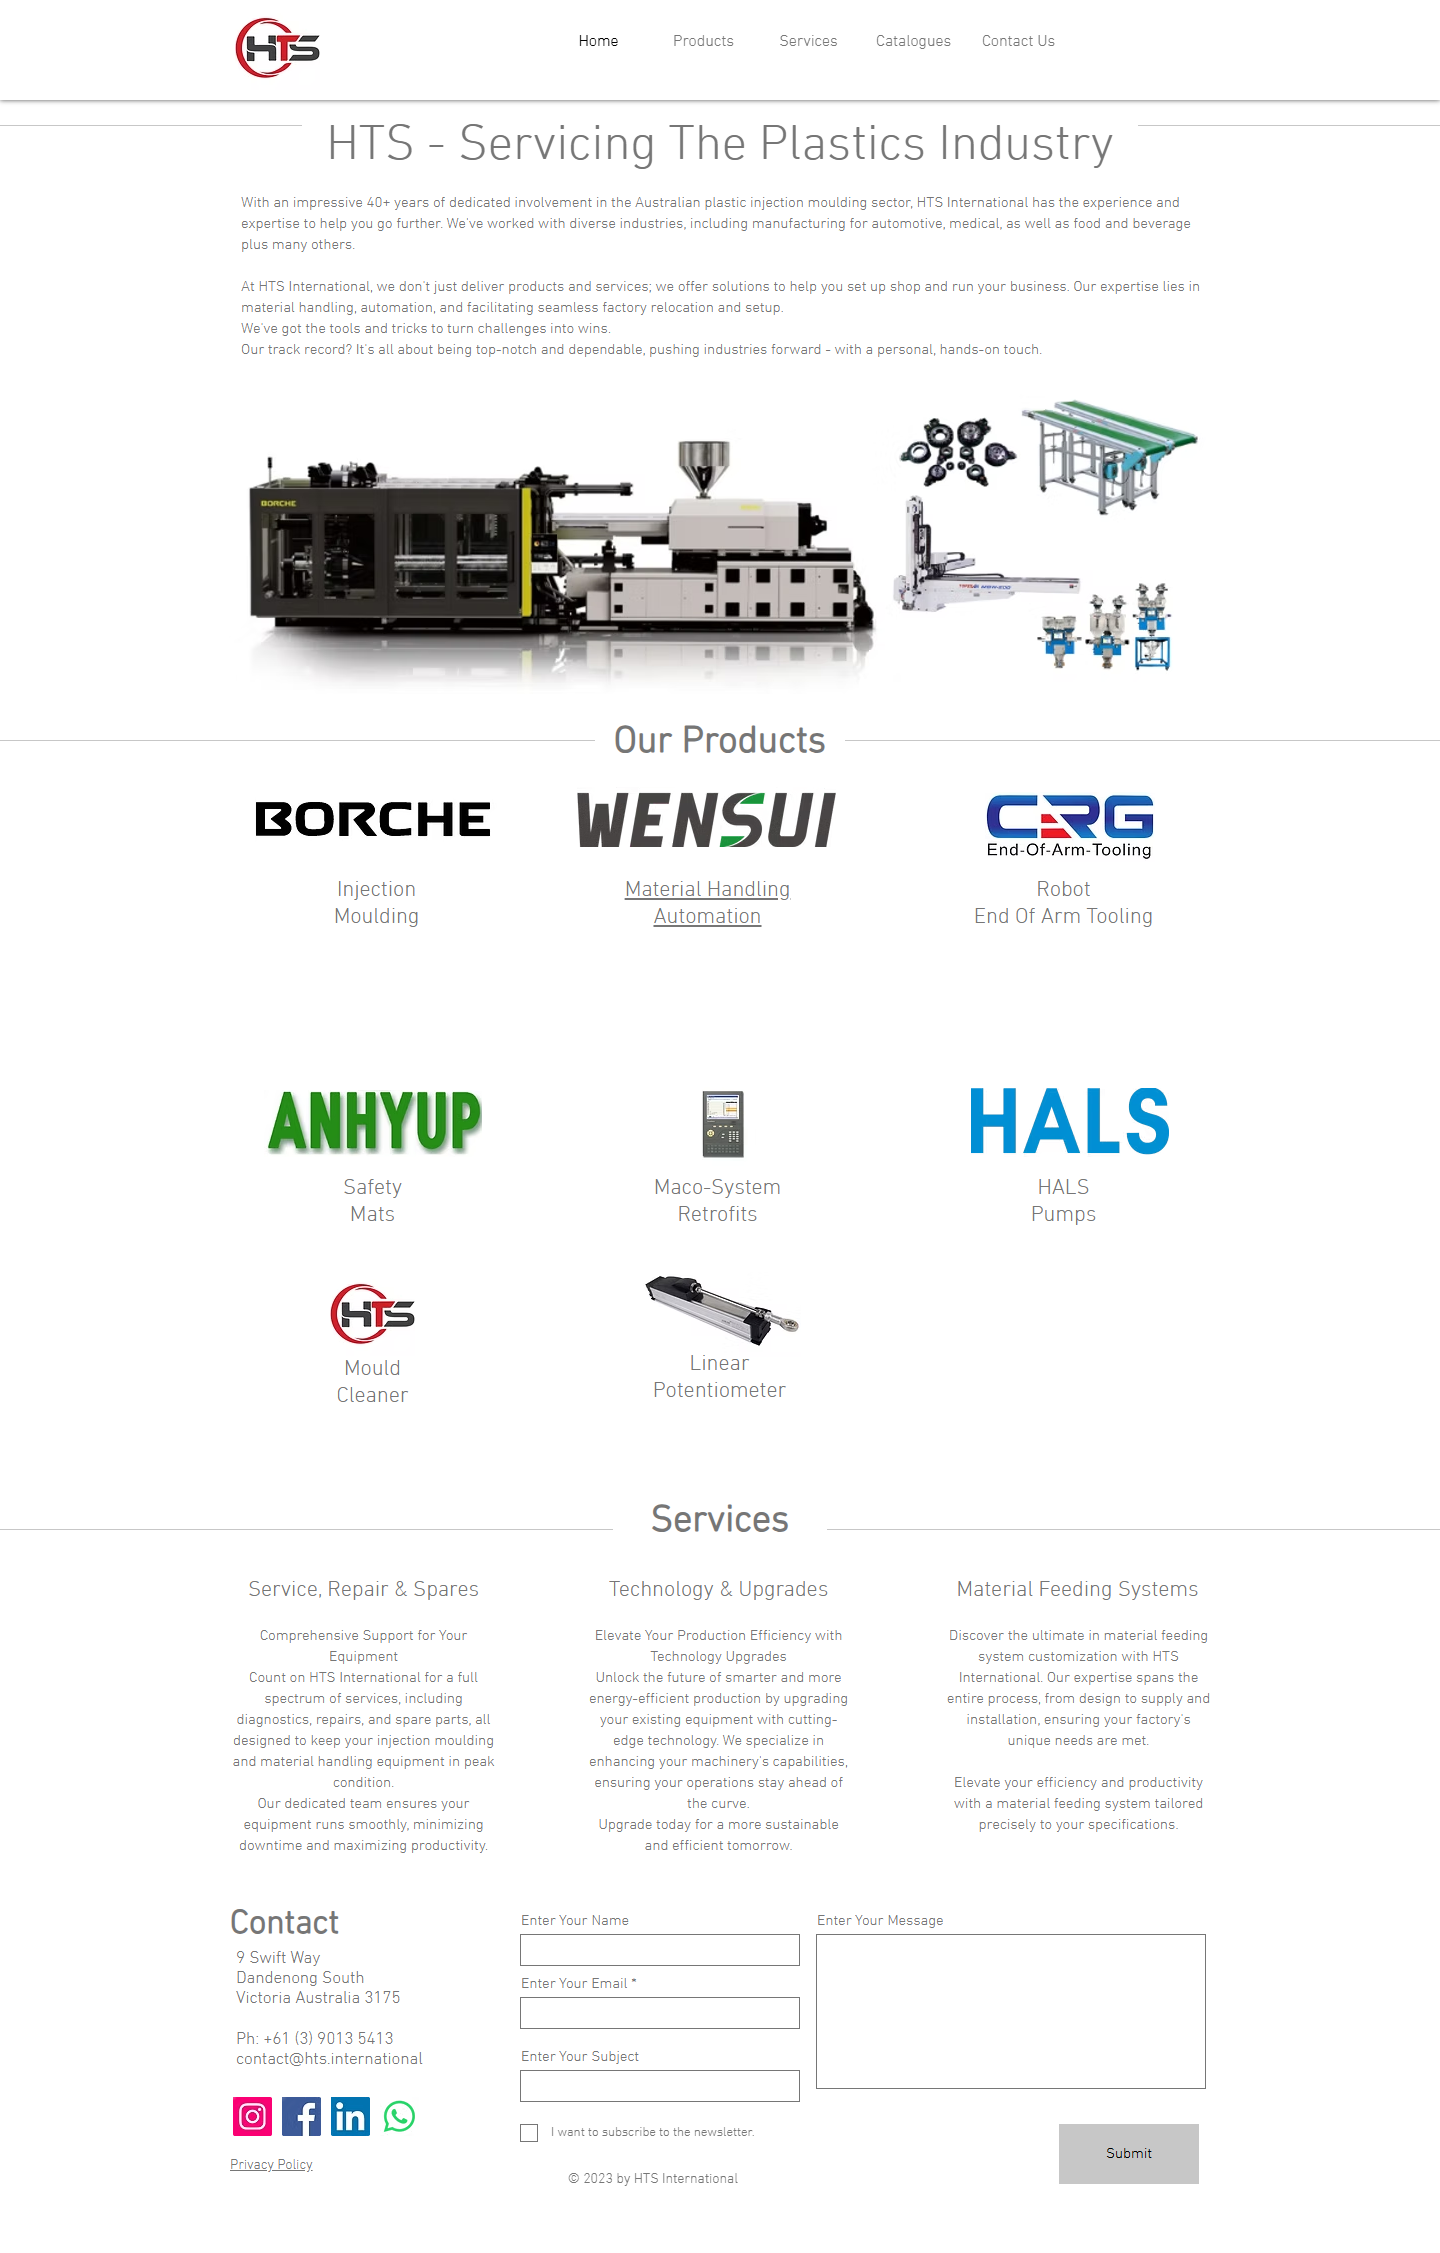 HTS
Home
Products
Services
Catalogues
Contact Us
HTS - Servicing The Plastics Industry
With an impressive 40+ years of dedicated involvement in the Australian plastic injection moulding sector, HTS International has the experience and
expertise to help you go further. We've worked with diverse industries, including manufacturing for automotive, medical, as well as food and beverage
plus many others.
At HTS International, we don't just deliver products and services; we offer solutions to help you set up shop and run your business. Our expertise lies in
material handling, automation, and facilitating seamless factory relocation and setup.
We've got the tools and tricks to turn challenges into wins.
Our track record? It's all about being top-notch and dependable, pushing industries forward - with a personal, hands-on touch.
BORCHE
Our Products
BORCHE
Injection
Moulding
WENSUI
Material Handling
Automation
CRG
End-Of-Arm-Tooling
Robot
End Of Arm Tooling
ANHYUP
Safety
Mats
Maco-System
Retrofits
HALS
HALS
Pumps
HTS
Mould
Cleaner
Linear
Potentiometer
Services
Service, Repair & Spares
Comprehensive Support for Your
Equipment
Count on HTS International for a full
spectrum of services, including
diagnostics, repairs, and spare parts, all
designed to keep your injection moulding
and material handling equipment in peak
condition.
Our dedicated team ensures your
equipment runs smoothly, minimizing
downtime and maximizing productivity.
Technology & Upgrades
Elevate Your Production Efficiency with
Technology Upgrades
Unlock the future of smarter and more
energy-efficient production by upgrading
your existing equipment with cutting-
edge technology. We specialize in
enhancing your machinery's capabilities,
ensuring your operations stay ahead of
the curve.
Upgrade today for a more sustainable
and efficient tomorrow.
Material Feeding Systems
Discover the ultimate in material feeding
system customization with HTS
International. Our expertise spans the
entire process, from design to supply and
installation, ensuring your factory's
unique needs are met.
Elevate your efficiency and productivity
with a material feeding system tailored
precisely to your specifications.
Contact
9 Swift Way
Dandenong South
Victoria Australia 3175
Ph: +61 (3) 9013 5413
contact@hts.international
Privacy Policy
Enter Your Name
Enter Your Email *
Enter Your Subject
I want to subscribe to the newsletter.
Enter Your Message
Submit
© 2023 by HTS International